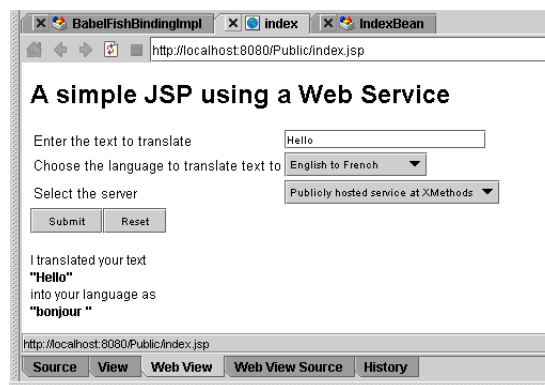 BabelFishBindingImpl index IndexBean
http://localhost:8080/Public/index.jsp
A simple JSP using a Web Service
Enter the text to translate Hello
Choose the language to translate text to English to French
Select the server Publicly hosted service at XMethods
Submit Reset
I translated your text
"Hello"
into your language as
"bonjour "
http://localhost:8080/Public/index.jsp
Source View Web View Web View Source History